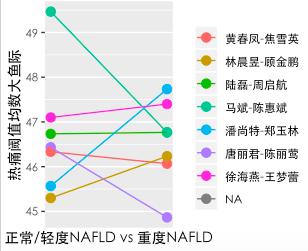 热痛阈值均数大鱼际
49
48
47
46
45
正常/轻度NAFLD vs 重度NAFLD
黄春凤-焦雪英
林晨昱-顾金鹏
陆磊-周启航
马斌-陈惠斌
潘尚特-郑玉林
唐丽君-陈丽莺
徐海燕-王梦蕾
NA